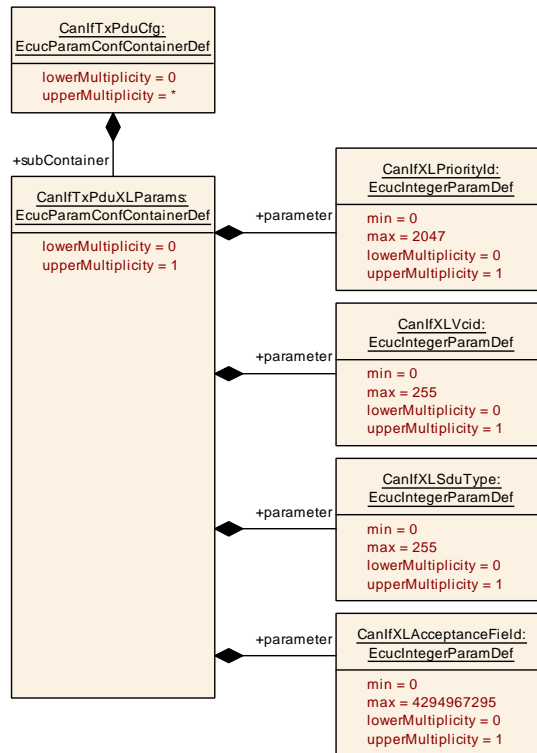 CanIfTxPduCfg:
EcucParamConfContainerDef
lowerMultiplicity = 0
upperMultiplicity = *
+subContainer
CanIfTxPduXLParams:
EcucParamConfContainerDef
lowerMultiplicity = 0
upperMultiplicity = 1
+parameter
CanIfXLPriorityId:
EcucIntegerParamDef
min = 0
max = 2047
lowerMultiplicity = 0
upperMultiplicity = 1
+parameter
CanIfXLVcid:
EcucIntegerParamDef
min = 0
max = 255
lowerMultiplicity = 0
upperMultiplicity = 1
+parameter
CanIfXLSduType:
EcucIntegerParamDef
min = 0
max = 255
lowerMultiplicity = 0
upperMultiplicity = 1
+parameter
CanIfXLAcceptanceField:
EcucIntegerParamDef
min = 0
max = 4294967295
lowerMultiplicity = 0
upperMultiplicity = 1